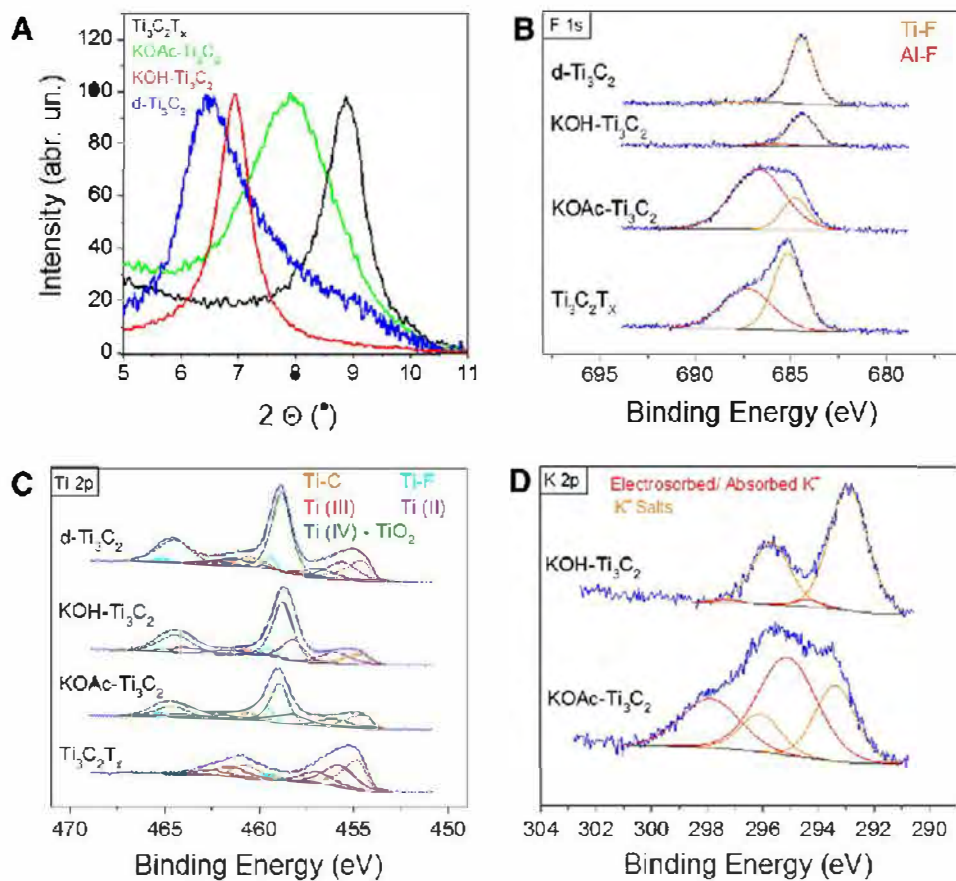 A
Ti₃C₂Tₓ
KOAc-Ti₃C₂
KOH-Ti₃C₂
d-Ti₃C₂
120
100
80
60
40
20
0
Intensity (abr. un.)
5 6 7 8 9 10 11
2 Θ (°)
B
F 1s
Ti-F
Al-F
d-Ti₃C₂
KOH-Ti₃C₂
KOAc-Ti₃C₂
Ti₃C₂Tₓ
695 690 685 680
Binding Energy (eV)
C
Ti 2p
Ti-C Ti-F
Ti (III) Ti (II)
Ti (IV) - TiO₂
d-Ti₃C₂
KOH-Ti₃C₂
KOAc-Ti₃C₂
Ti₃C₂Tₓ
470 465 460 455 450
Binding Energy (eV)
D
K 2p
Electrosorbed/ Absorbed K⁺
K⁺ Salts
KOH-Ti₃C₂
KOAc-Ti₃C₂
304 302 300 298 296 294 292 290
Binding Energy (eV)